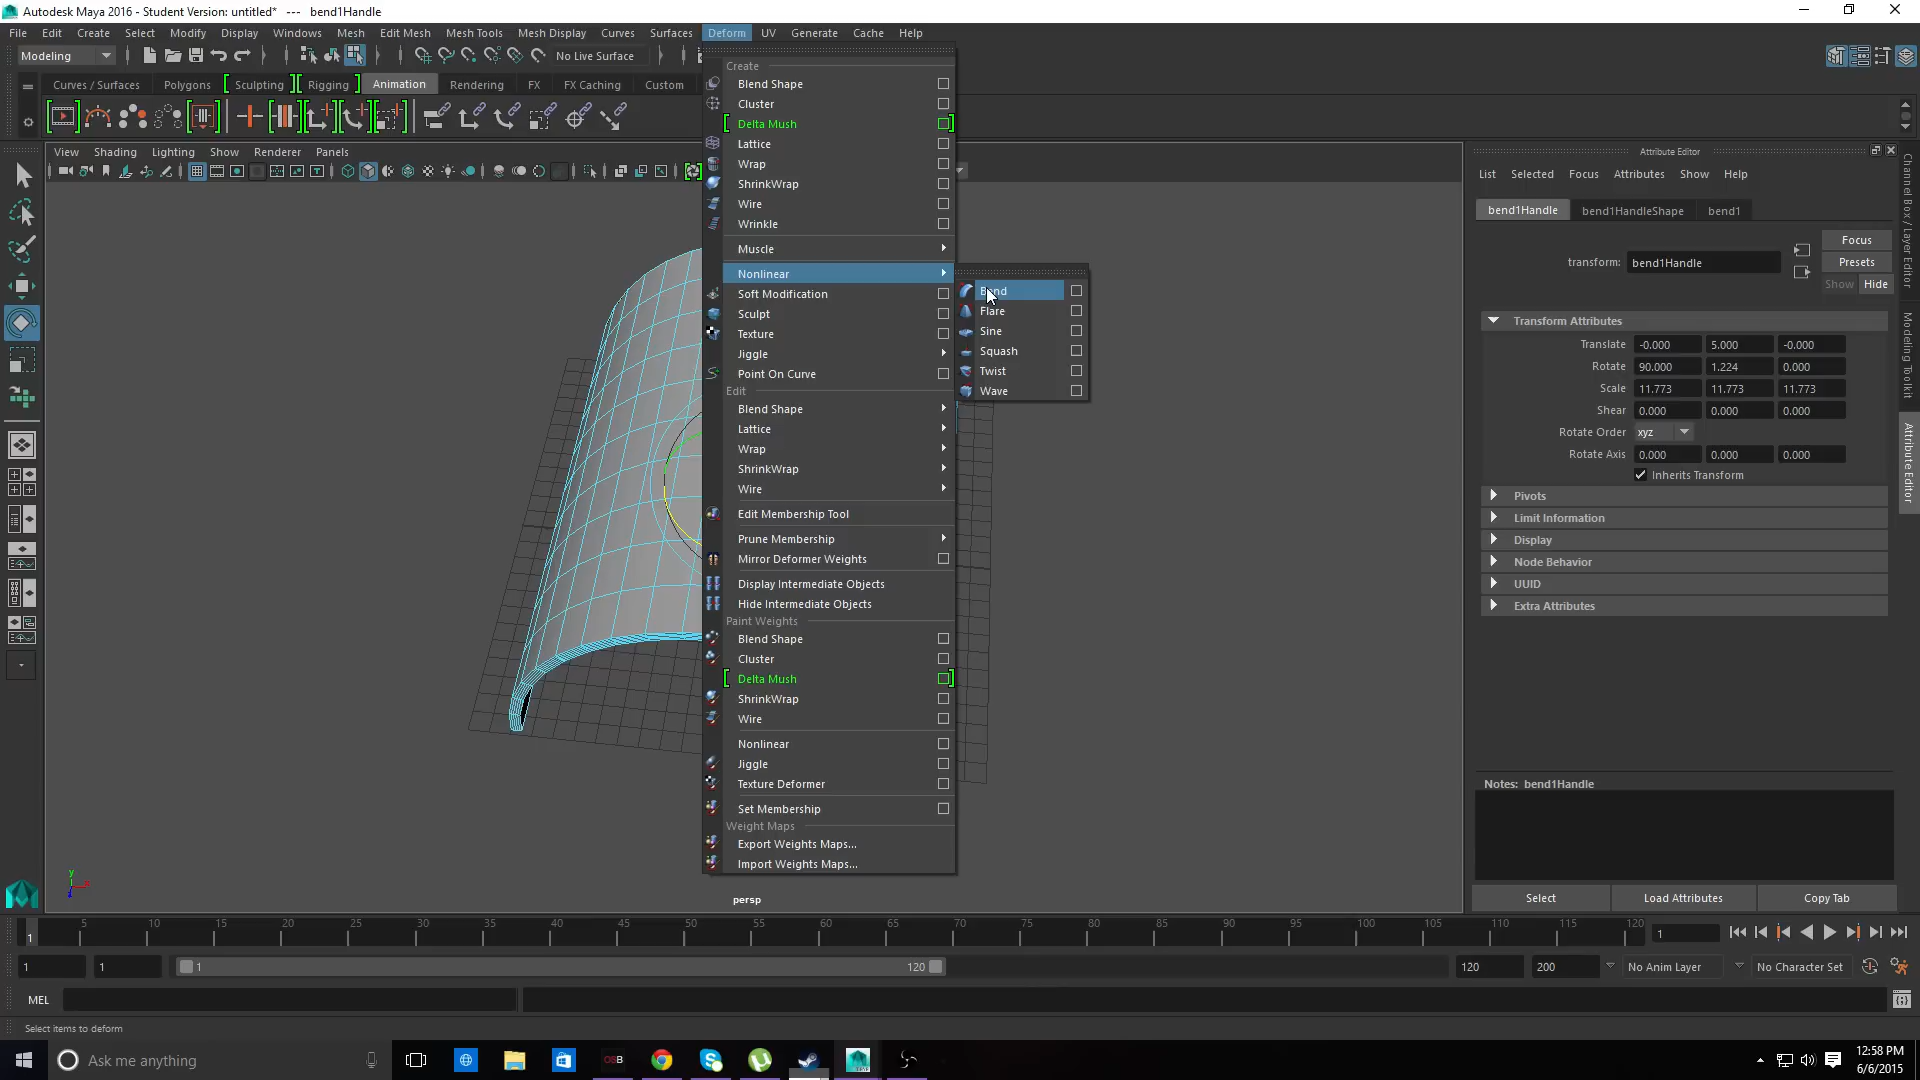 Autodesk Maya 2016 - Student Version: untitled* --- bend1Handle
File Edit Create Select Modify Display Windows Mesh Edit Mesh Mesh Tools Mesh Display Curves Surfaces Deform UV Generate Cache Help
Modeling No Live Surface
Curves / Surfaces Polygons Sculpting Rigging Animation Rendering FX FX Caching Custom
View Shading Lighting Show Renderer Panels
Create
Blend Shape
Cluster
Delta Mush
Lattice
Wrap
ShrinkWrap
Wire
Wrinkle
Muscle
Nonlinear
Soft Modification
Sculpt
Texture
Jiggle
Point On Curve
Edit
Blend Shape
Lattice
Wrap
ShrinkWrap
Wire
Edit Membership Tool
Prune Membership
Mirror Deformer Weights
Display Intermediate Objects
Hide Intermediate Objects
Paint Weights
Blend Shape
Cluster
Delta Mush
ShrinkWrap
Wire
Nonlinear
Jiggle
Texture Deformer
Set Membership
Weight Maps
Export Weights Maps...
Import Weights Maps...
Bend
Flare
Sine
Squash
Twist
Wave
y
persp
Attribute Editor
List Selected Focus Attributes Show Help
bend1Handle bend1HandleShape bend1
transform: bend1Handle
Focus
Presets
Show Hide
Transform Attributes
Translate -0.000 5.000 -0.000
Rotate 90.000 1.224 0.000
Scale 11.773 11.773 11.773
Shear 0.000 0.000 0.000
Rotate Order xyz
Rotate Axis 0.000 0.000 0.000
Inherits Transform
Pivots
Limit Information
Display
Node Behavior
UUID
Extra Attributes
Notes: bend1Handle
Select Load Attributes Copy Tab
Channel Box / Layer Editor
Modeling Toolkit
Attribute Editor
5 10 15 20 25 30 35 40 45 50 55 60 65 70 75 80 85 90 95 100 105 110 115 120
1 1
1 1 1 120 120 200 No Anim Layer No Character Set
MEL
Select items to deform
Ask me anything
OSB
12:58 PM
6/6/2015